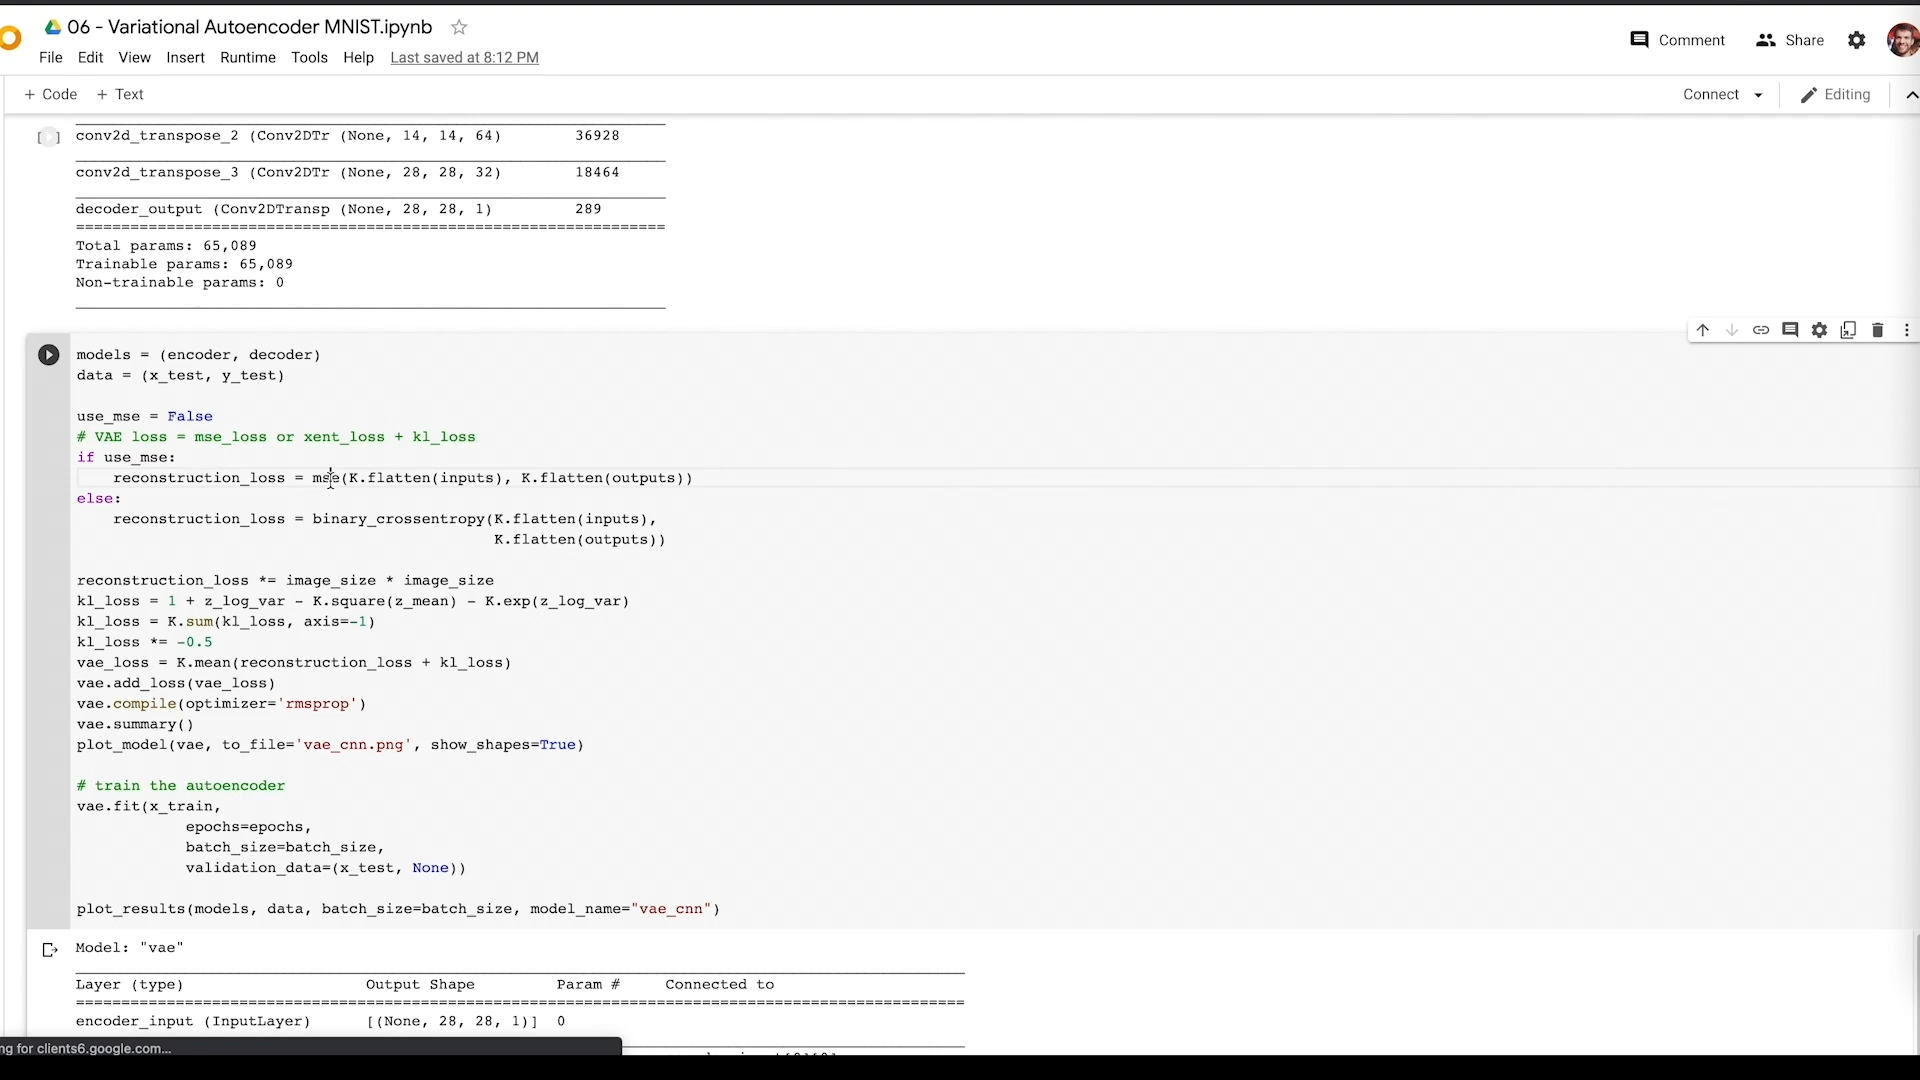 06 - Variational Autoencoder MNIST.ipynb
Comment
Share
File Edit View Insert Runtime Tools Help Last saved at 8:12 PM
+ Code + Text
Connect
Editing
conv2d_transpose_2 (Conv2DTr (None, 14, 14, 64) 36928
conv2d_transpose_3 (Conv2DTr (None, 28, 28, 32) 18464
decoder_output (Conv2DTransp (None, 28, 28, 1) 289
Total params: 65,089
Trainable params: 65,089
Non-trainable params: 0
models = (encoder, decoder)
data = (x_test, y_test)
use_mse = False
# VAE loss = mse_loss or xent_loss + kl_loss
if use_mse:
reconstruction_loss = mse(K.flatten(inputs), K.flatten(outputs))
else:
reconstruction_loss = binary_crossentropy(K.flatten(inputs),
K.flatten(outputs))
reconstruction_loss *= image_size * image_size
kl_loss = 1 + z_log_var - K.square(z_mean) - K.exp(z_log_var)
kl_loss = K.sum(kl_loss, axis=-1)
kl_loss *= -0.5
vae_loss = K.mean(reconstruction_loss + kl_loss)
vae.add_loss(vae_loss)
vae.compile(optimizer='rmsprop')
vae.summary()
plot_model(vae, to_file='vae_cnn.png', show_shapes=True)
# train the autoencoder
vae.fit(x_train,
epochs=epochs,
batch_size=batch_size,
validation_data=(x_test, None))
plot_results(models, data, batch_size=batch_size, model_name="vae_cnn")
Model: "vae"
Layer (type) Output Shape Param # Connected to
encoder_input (InputLayer) [(None, 28, 28, 1)] 0
ng for clients6.google.com...